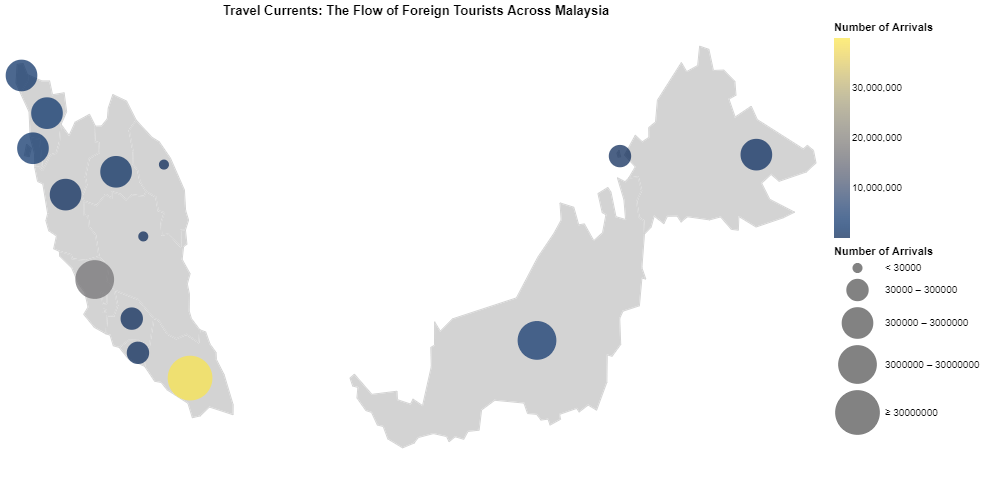 Travel Currents: The Flow of Foreign Tourists Across Malaysia
Number of Arrivals
30,000,000
20,000,000
10,000,000
Number of Arrivals
< 30000
30000 – 300000
300000 – 3000000
3000000 – 30000000
≥ 30000000